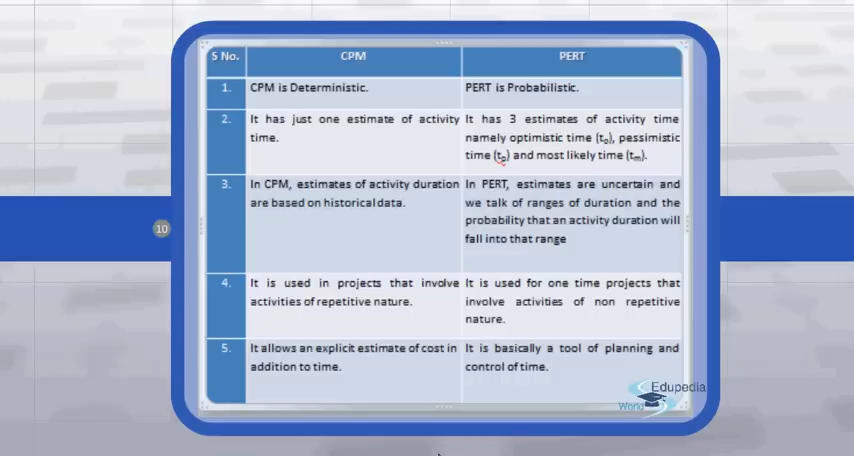 S No. CPM PERT
1. CPM is Deterministic. PERT is Probabilistic.
2. It has just one estimate of activity time. It has 3 estimates of activity time
namely optimistic time (to), pessimistic
time (tp) and most likely time (tm).
3. In CPM, estimates of activity duration
are based on historical data.
In PERT, estimates are uncertain and
we talk of ranges of duration and the
probability that an activity duration will
fall into that range
4. It is used in projects that involve
activities of repetitive nature.
It is used for one time projects that
involve activities of non repetitive
nature.
5. It allows an explicit estimate of cost in
addition to time.
It is basically a tool of planning and
control of time.
10
Edupedia
World